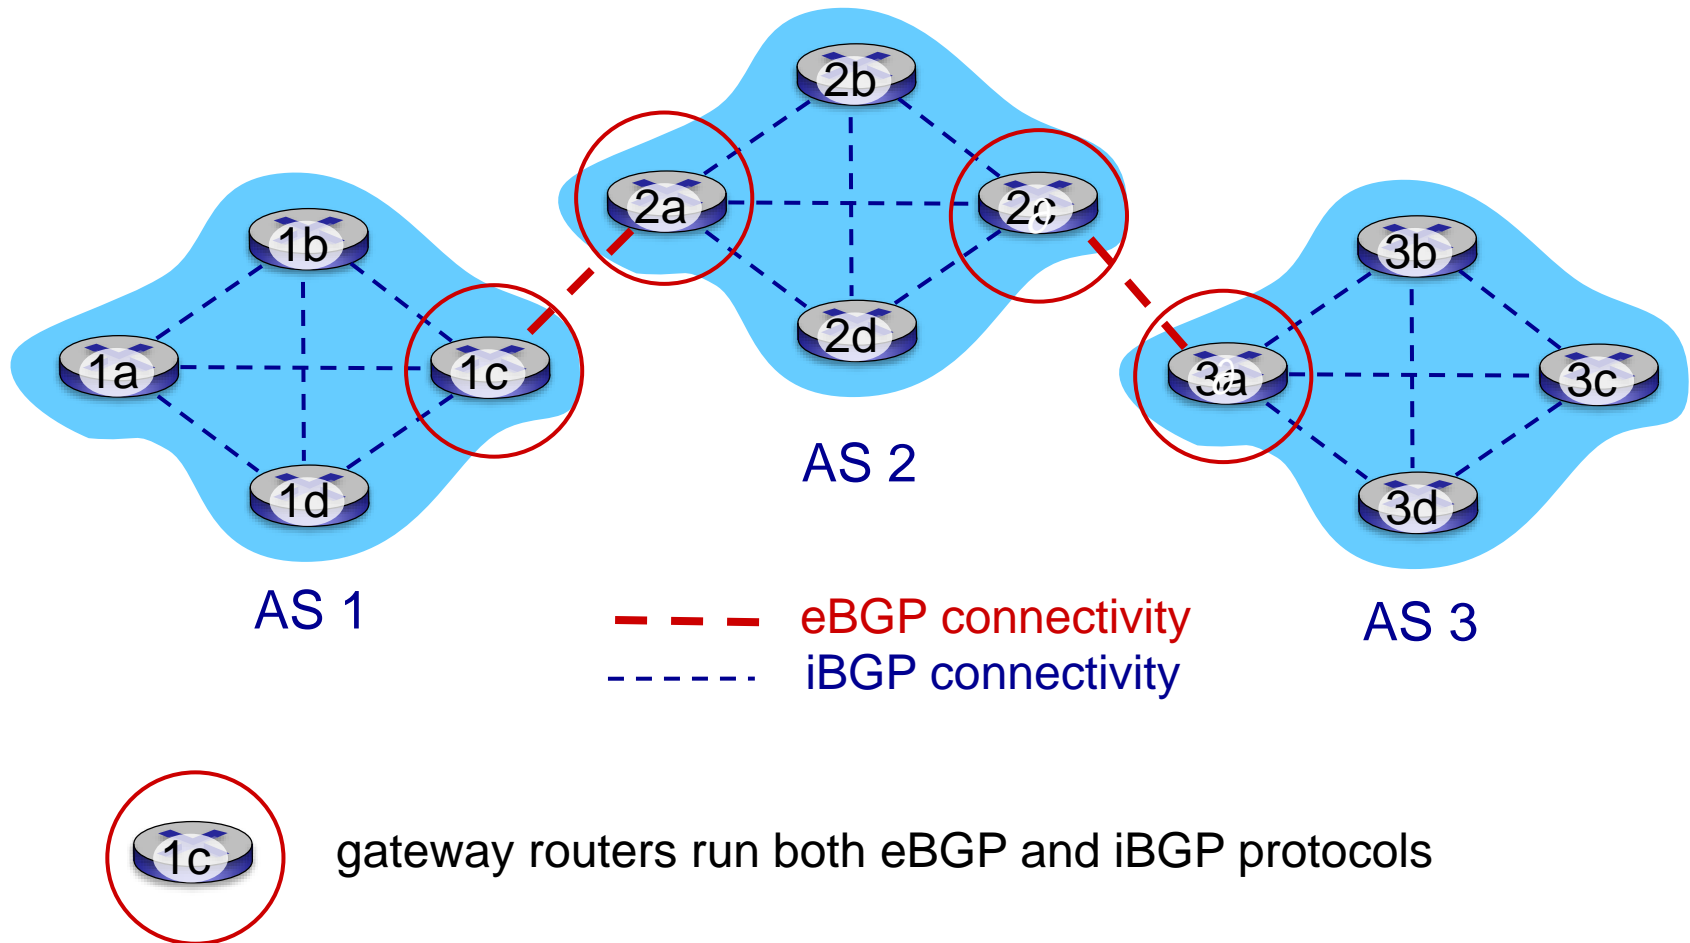 2b
2a
2c
1b
3b
2d
1a
1c
3a
3c
AS 2
1d
3d
AS 1
eBGP connectivity
AS 3
iBGP connectivity
1c
gateway routers run both eBGP and iBGP protocols